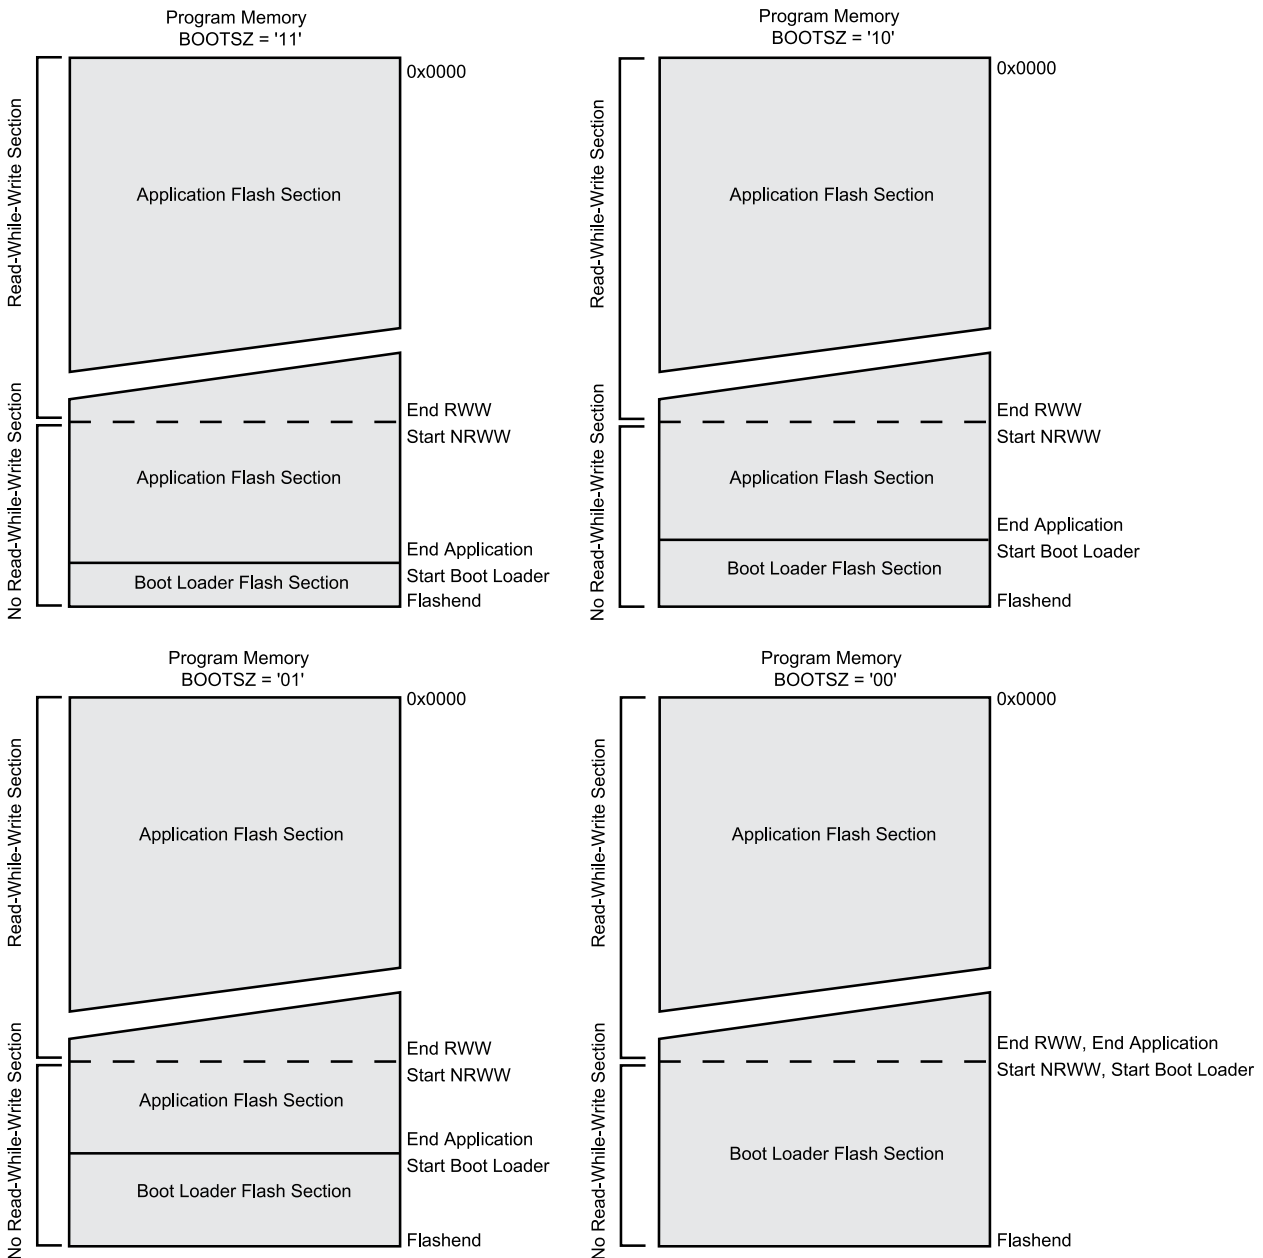 Program Memory
BOOTSZ = '11'
0x0000
Read-While-Write Section
Application Flash Section
End RWW
Start NRWW
No Read-While-Write Section
Application Flash Section
End Application
Start Boot Loader
Boot Loader Flash Section
Flashend
Program Memory
BOOTSZ = '10'
0x0000
Read-While-Write Section
Application Flash Section
End RWW
Start NRWW
No Read-While-Write Section
Application Flash Section
End Application
Start Boot Loader
Boot Loader Flash Section
Flashend
Program Memory
BOOTSZ = '01'
0x0000
Read-While-Write Section
Application Flash Section
End RWW
Start NRWW
No Read-While-Write Section
Application Flash Section
End Application
Start Boot Loader
Boot Loader Flash Section
Flashend
Program Memory
BOOTSZ = '00'
0x0000
Read-While-Write Section
Application Flash Section
End RWW, End Application
Start NRWW, Start Boot Loader
No Read-While-Write Section
Boot Loader Flash Section
Flashend